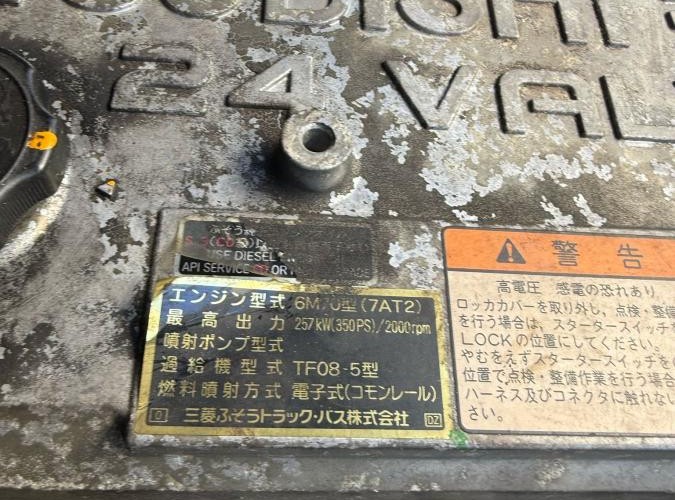 24 VAL
ふそう
USE DIESEL
API SERVICE OR
エンジン型式 6M70型(7AT2)
最高出力 257kW(350PS)/2000rpm
噴射ポンプ型式
過給機型式 TF08-5型
燃料噴射方式 電子式(コモンレール)
0 三菱ふそうトラック・バス株式会社 DZ
警告
高電圧 感電の恐れあり。
ロッカカバーを取り外し,点検・整
を行う場合は,スタータースイッチを
LOCKの位置にしてください。
やむをえずスタータースイッチを
位置で点検・整備作業を行う場合
ハーネス及びコネクタに触れな
さい。